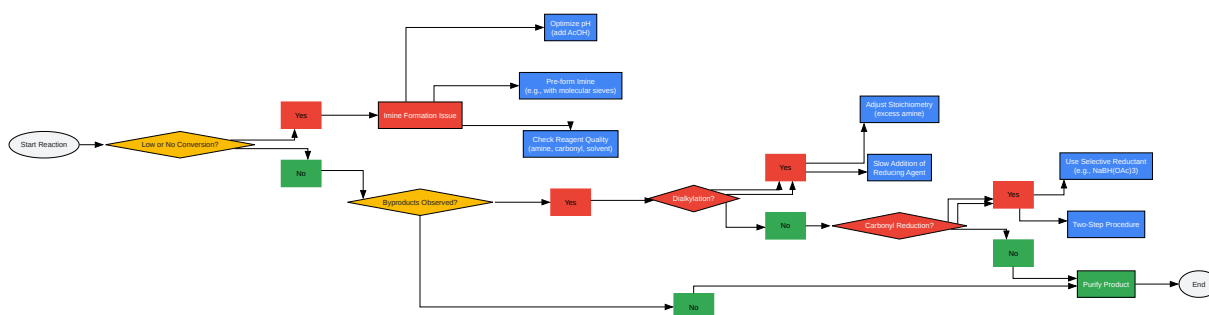 Start Reaction
Low or No Conversion?
Yes
No
Imine Formation Issue
Optimize pH
(add AcOH)
Pre-form Imine
(e.g., with molecular sieves)
Check Reagent Quality
(amine, carbonyl, solvent)
Byproducts Observed?
Yes
No
Dialkylation?
Yes
No
Adjust Stoichiometry
(excess amine)
Slow Addition of
Reducing Agent
Carbonyl Reduction?
Yes
No
Use Selective Reductant
(e.g., NaBH(OAc)3)
Two-Step Procedure
Purify Product
End